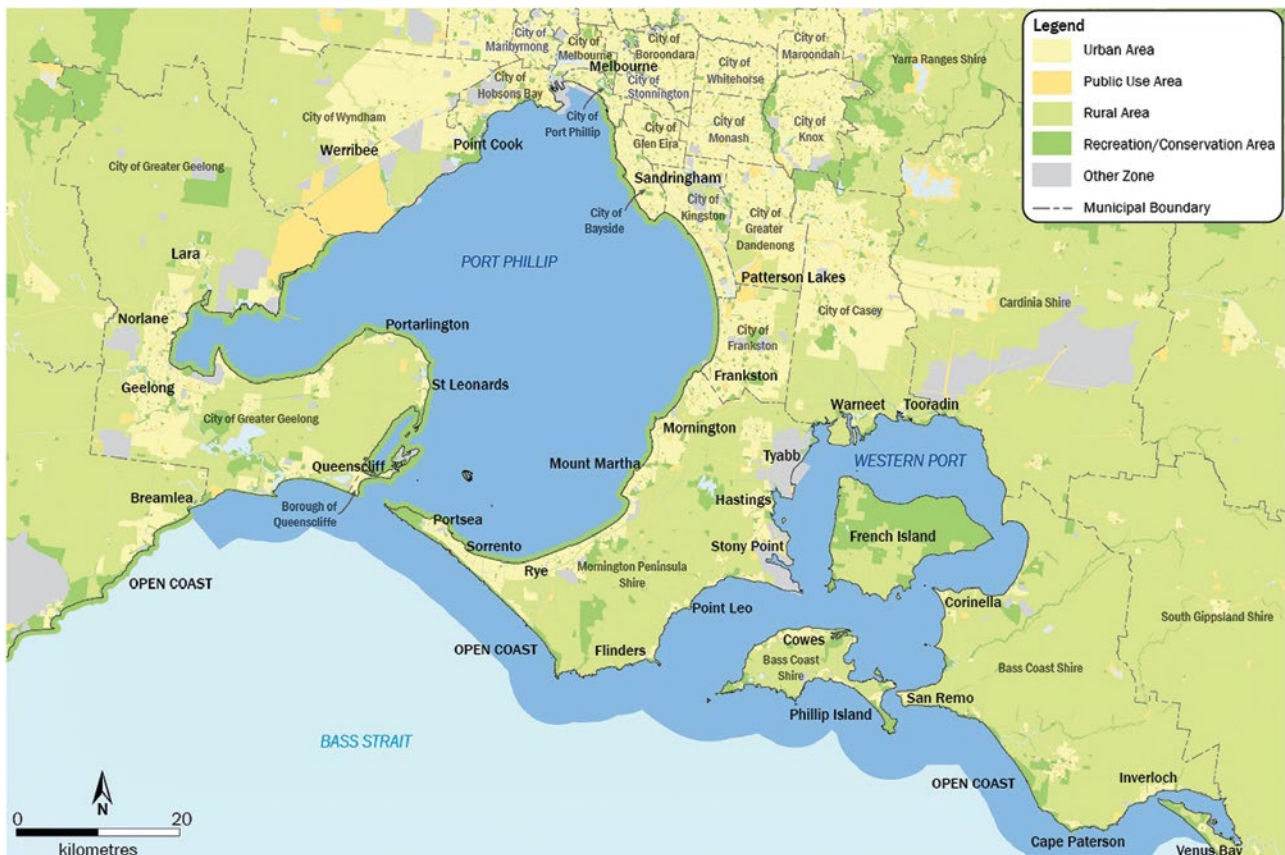 Legend
Urban Area
Public Use Area
Rural Area
Recreation/Conservation Area
Other Zone
Municipal Boundary
City of
Maribyrnong
City of
Melbourne
Melbourne
City of
Boroondara
City of
Maroondah
City of
Whitehorse
Yarra Ranges Shire
City of
Hobsons Bay
City of
Stonnington
City of
Port Phillip
City of Wyndham
Werribee
Point Cook
City of
Glen Eira
City of
Monash
City of
Knox
City of Greater Geelong
Sandringham
City of
Kingston
City of
Bayside
City of
Greater
Dandenong
Lara
PORT PHILLIP
Patterson Lakes
City of Casey
Cardinia Shire
Norlane
Portarlington
City of
Frankston
Frankston
Geelong
St Leonards
City of Greater Geelong
Warneet
Tooradin
Mornington
Tyabb
WESTERN PORT
Queenscliff
Mount Martha
Breamlea
Borough of
Queenscliffe
Hastings
Portsea
Sorrento
Stony Point
French Island
Rye
Mornington Peninsula
Shire
OPEN COAST
Point Leo
Corinella
South Gippsland Shire
OPEN COAST
Flinders
Cowes
Bass Coast
Shire
Bass Coast Shire
San Remo
Phillip Island
BASS STRAIT
OPEN COAST
Inverloch
Cape Paterson
Venus Bay
N
0 20
kilometres